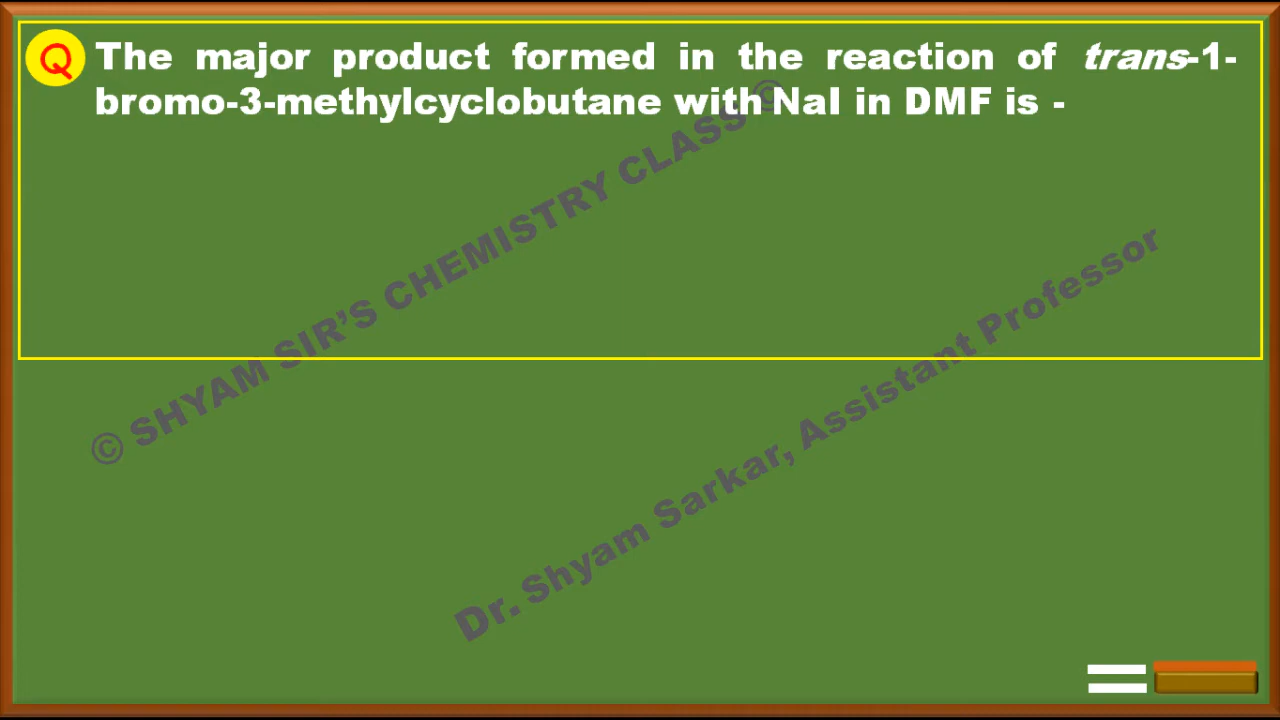 Q The major product formed in the reaction of trans-1-
bromo-3-methylcyclobutane with NaI in DMF is -
© SHYAM SIR’S CHEMISTRY CLASS ©
Dr. Shyam Sarkar, Assistant Professor